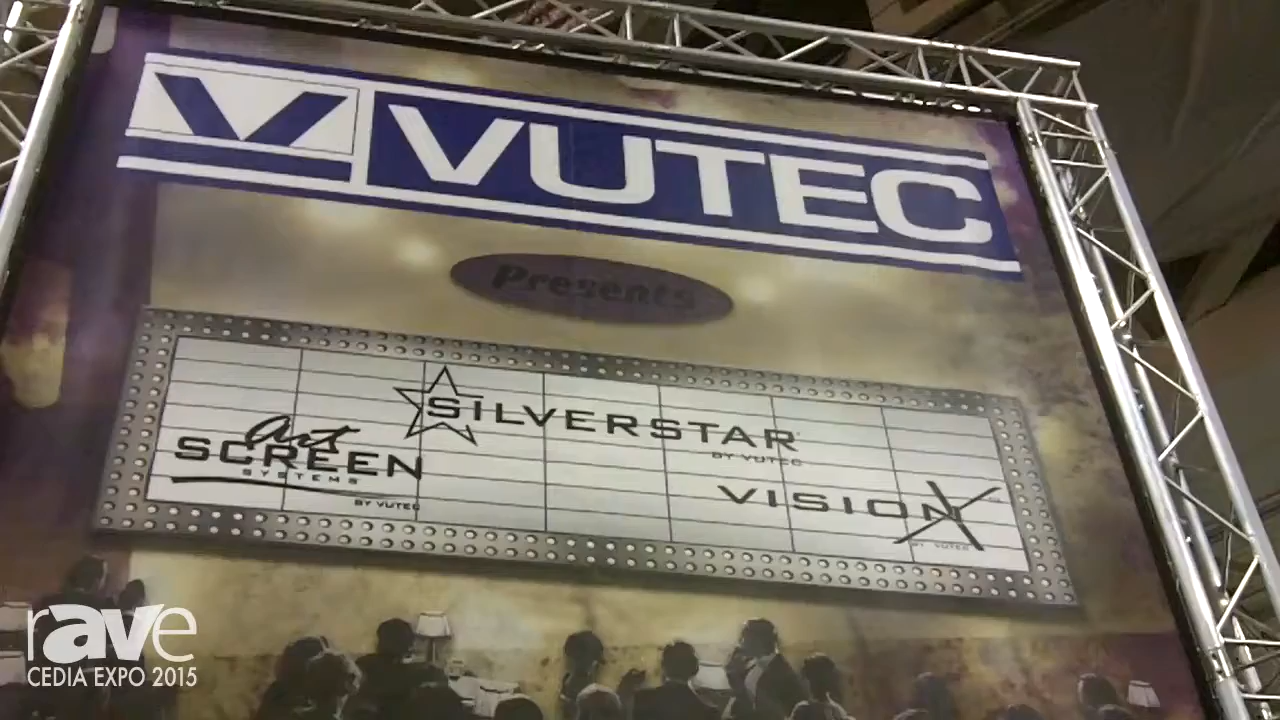 VUTEC
Presents
SILVERSTAR
BY VUTEC
Art
SCREEN
SYSTEMS
BY VUTEC
VISION X
BY VUTEC
rAVe
CEDIA EXPO 2015